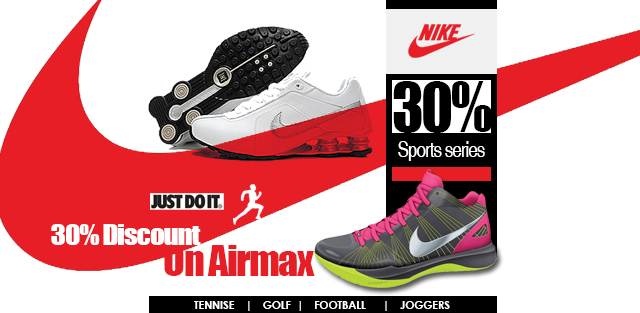 NIKE
30%
Sports series
JUST DO IT.
30% Discount
On Airmax
TENNISE | GOLF | FOOTBALL | JOGGERS